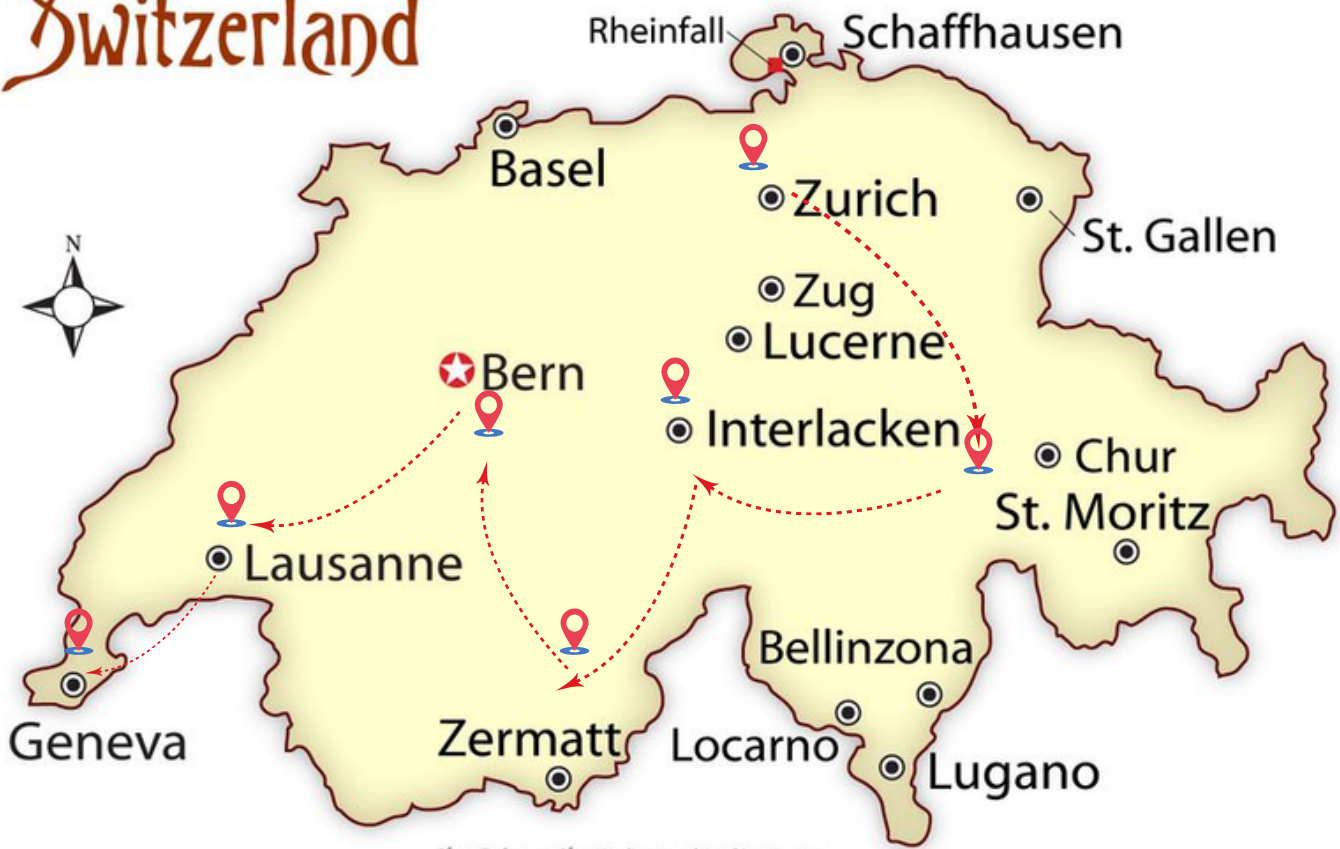 Switzerland
Rheinfall
Schaffhausen
Basel
Zurich
N
St. Gallen
Zug
Lucerne
Bern
Interlacken
Chur
St. Moritz
Lausanne
Bellinzona
Geneva
Zermatt
Locarno
Lugano